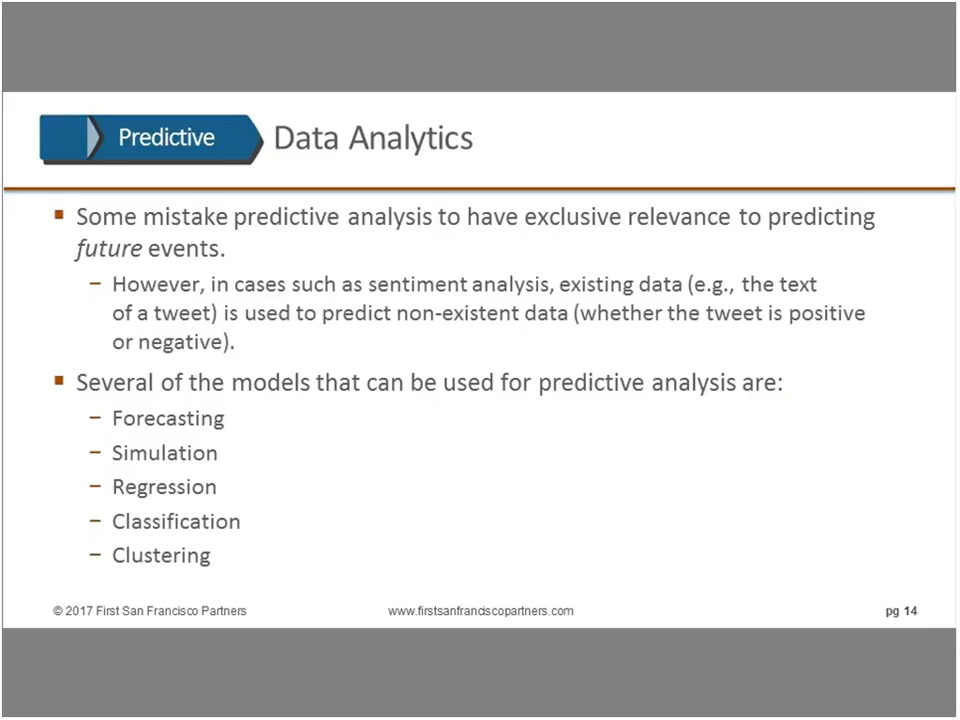 Predictive Data Analytics
▪ Some mistake predictive analysis to have exclusive relevance to predicting
future events.
– However, in cases such as sentiment analysis, existing data (e.g., the text
of a tweet) is used to predict non-existent data (whether the tweet is positive
or negative).
▪ Several of the models that can be used for predictive analysis are:
– Forecasting
– Simulation
– Regression
– Classification
– Clustering
© 2017 First San Francisco Partners www.firstsanfranciscopartners.com pg 14